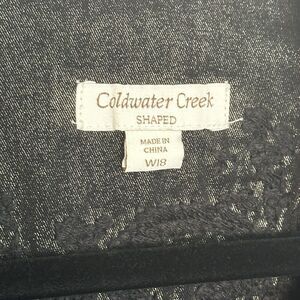 Coldwater Creek
SHAPED
MADE IN
CHINA
W18